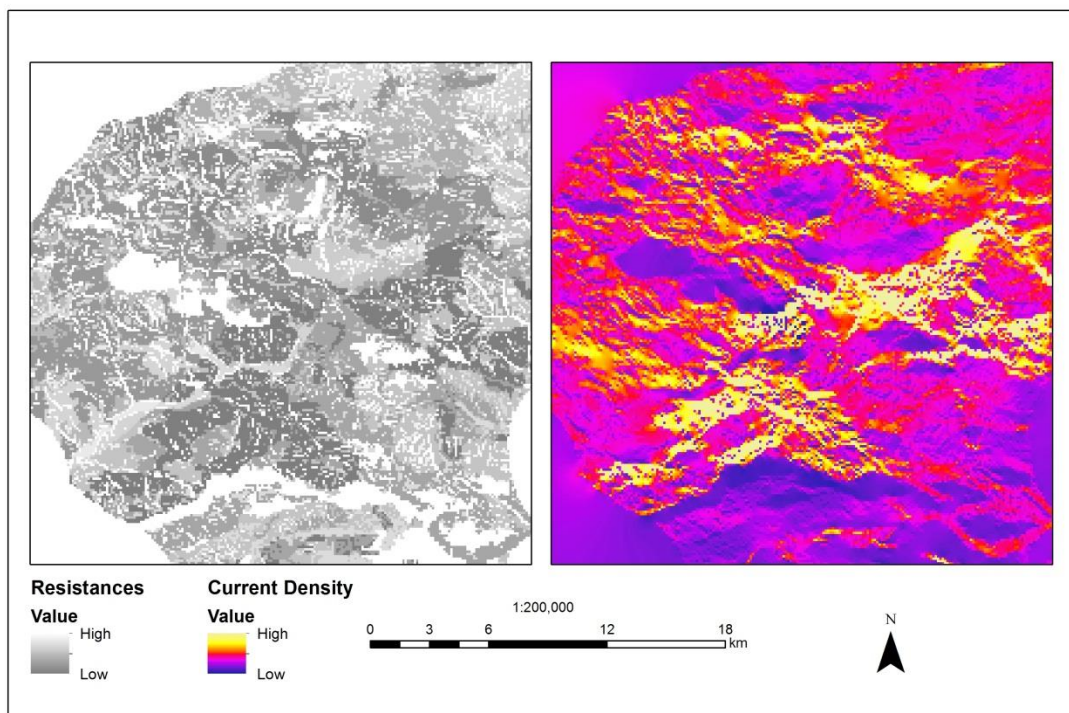 Resistances
Value
High
Low
Current Density
Value
High
Low
1:200,000
0 3 6 12 18
km
N